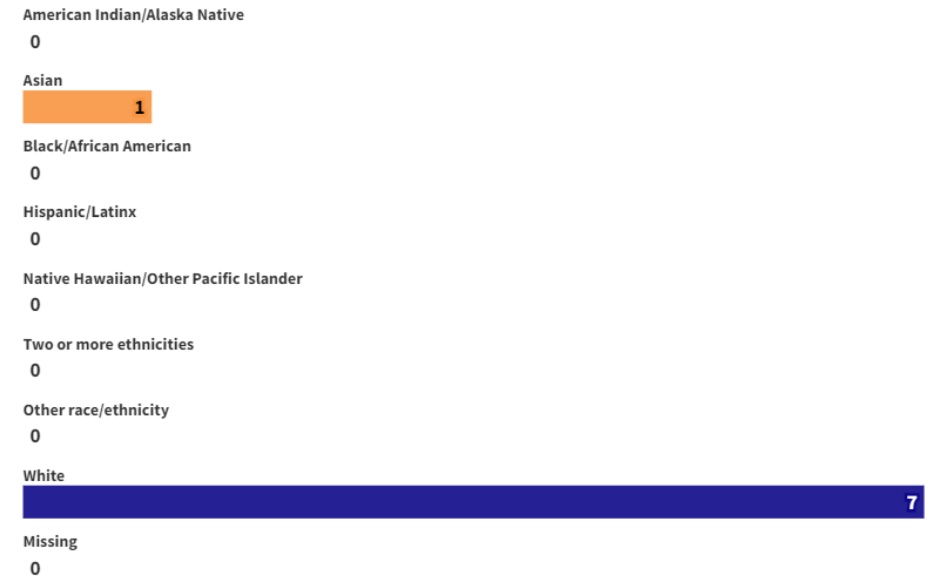 American Indian/Alaska Native
0
Asian
1
Black/African American
0
Hispanic/Latinx
0
Native Hawaiian/Other Pacific Islander
0
Two or more ethnicities
0
Other race/ethnicity
0
White
7
Missing
0